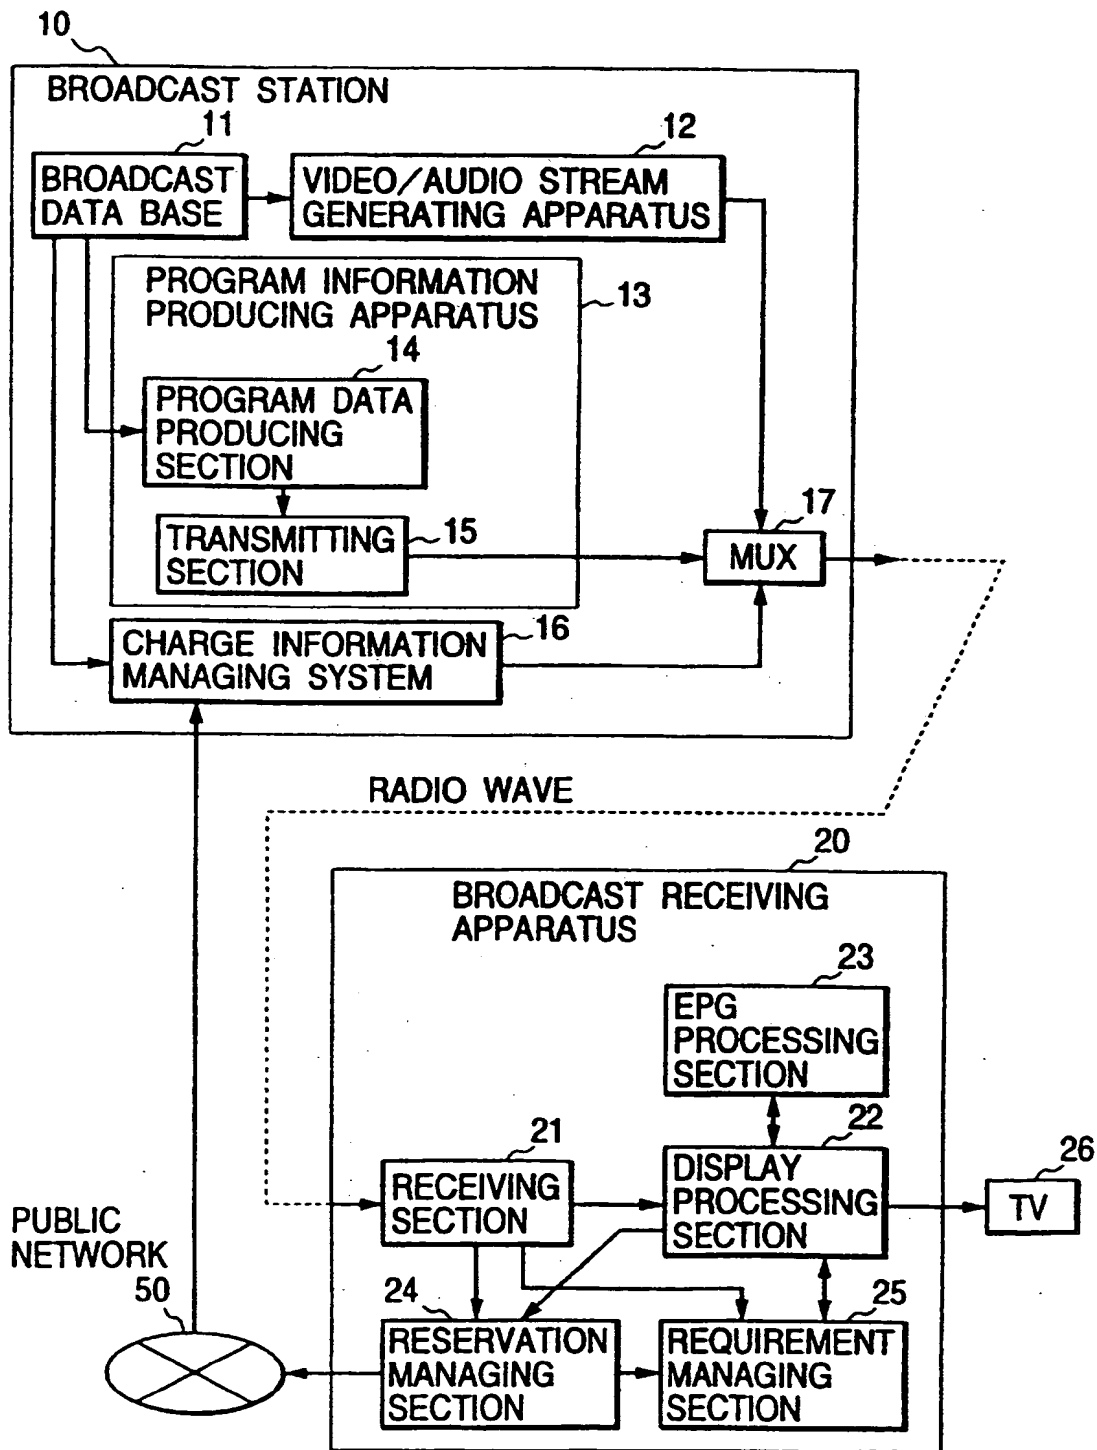 10
BROADCAST STATION
11
12
BROADCAST
DATA BASE
VIDEO/AUDIO STREAM
GENERATING APPARATUS
PROGRAM INFORMATION
PRODUCING APPARATUS
13
14
PROGRAM DATA
PRODUCING
SECTION
TRANSMITTING
SECTION
15
17
MUX
16
CHARGE INFORMATION
MANAGING SYSTEM
RADIO WAVE
20
BROADCAST RECEIVING
APPARATUS
23
EPG
PROCESSING
SECTION
21
22
26
RECEIVING
SECTION
DISPLAY
PROCESSING
SECTION
TV
PUBLIC
NETWORK
50
24
25
RESERVATION
MANAGING
SECTION
REQUIREMENT
MANAGING
SECTION